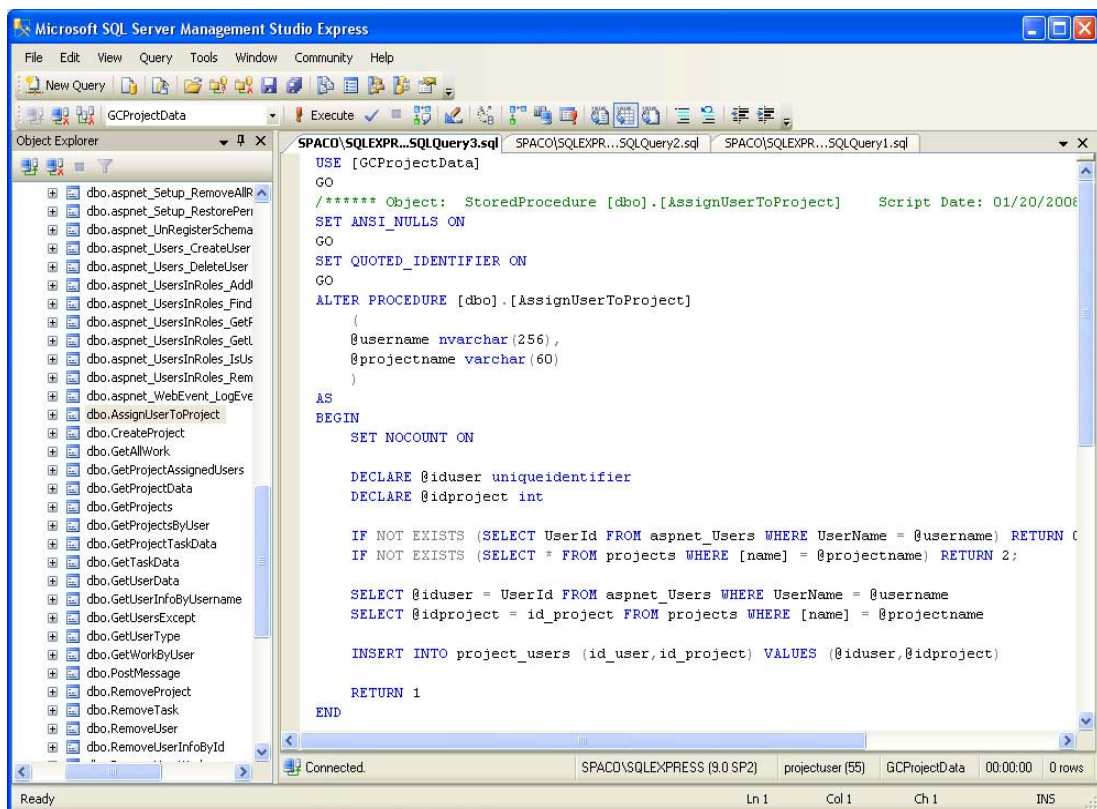 Microsoft SQL Server Management Studio Express
File Edit View Query Tools Window Community Help
New Query
GCProjectData Execute
Object Explorer
SPACO\SQLEXPR...SQLQuery3.sql SPACO\SQLEXPR...SQLQuery2.sql SPACO\SQLEXPR...SQLQuery1.sql
dbo.aspnet_Setup_RemoveAllR
dbo.aspnet_Setup_RestorePer
dbo.aspnet_UnRegisterSchema
dbo.aspnet_Users_CreateUser
dbo.aspnet_Users_DeleteUser
dbo.aspnet_UsersInRoles_Add
dbo.aspnet_UsersInRoles_Find
dbo.aspnet_UsersInRoles_Get
dbo.aspnet_UsersInRoles_GetU
dbo.aspnet_UsersInRoles_IsUs
dbo.aspnet_UsersInRoles_Rem
dbo.aspnet_WebEvent_LogEve
dbo.AssignUserToProject
dbo.CreateProject
dbo.GetAllWork
dbo.GetProjectAssignedUsers
dbo.GetProjectData
dbo.GetProjects
dbo.GetProjectsByUser
dbo.GetProjectTaskData
dbo.GetTaskData
dbo.GetUserData
dbo.GetUserInfoByUsername
dbo.GetUsersExcept
dbo.GetUserType
dbo.GetWorkByUser
dbo.PostMessage
dbo.RemoveProject
dbo.RemoveTask
dbo.RemoveUser
dbo.RemoveUserInfoById
USE [GCProjectData]
GO
/****** Object: StoredProcedure [dbo].[AssignUserToProject] Script Date: 01/20/2008
SET ANSI_NULLS ON
GO
SET QUOTED_IDENTIFIER ON
GO
ALTER PROCEDURE [dbo].[AssignUserToProject]
(
@username nvarchar(256),
@projectname varchar(60)
)
AS
BEGIN
SET NOCOUNT ON
DECLARE @iduser uniqueidentifier
DECLARE @idproject int
IF NOT EXISTS (SELECT UserId FROM aspnet_Users WHERE UserName = @username) RETURN 0
IF NOT EXISTS (SELECT * FROM projects WHERE [name] = @projectname) RETURN 2;
SELECT @iduser = UserId FROM aspnet_Users WHERE UserName = @username
SELECT @idproject = id_project FROM projects WHERE [name] = @projectname
INSERT INTO project_users (id_user,id_project) VALUES (@iduser,@idproject)
RETURN 1
END
Connected. SPACO\SQLEXPRESS (9.0 SP2) projectuser (55) GCProjectData 00:00:00 0 rows
Ready Ln 1 Col 1 Ch 1 INS